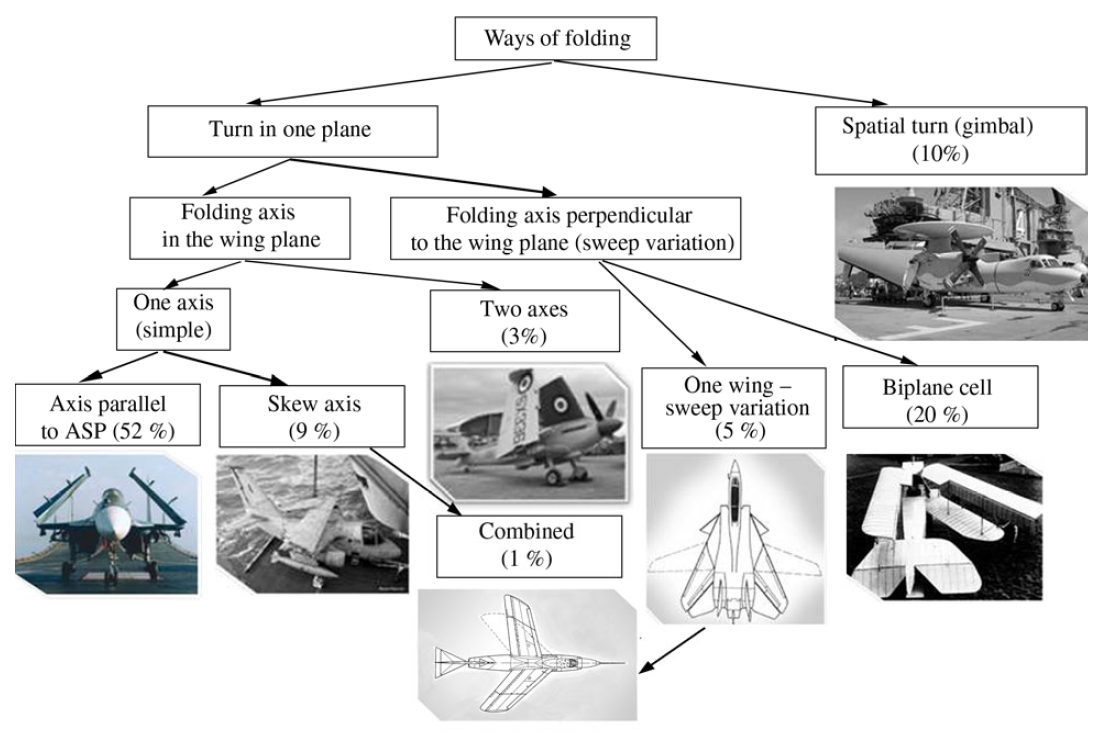 Ways of folding
Turn in one plane
Spatial turn (gimbal)
(10%)
Folding axis
in the wing plane
Folding axis perpendicular
to the wing plane (sweep variation)
One axis
(simple)
Two axes
(3%)
Axis parallel
to ASP (52 %)
Skew axis
(9 %)
One wing –
sweep variation
(5 %)
Biplane cell
(20 %)
Combined
(1 %)